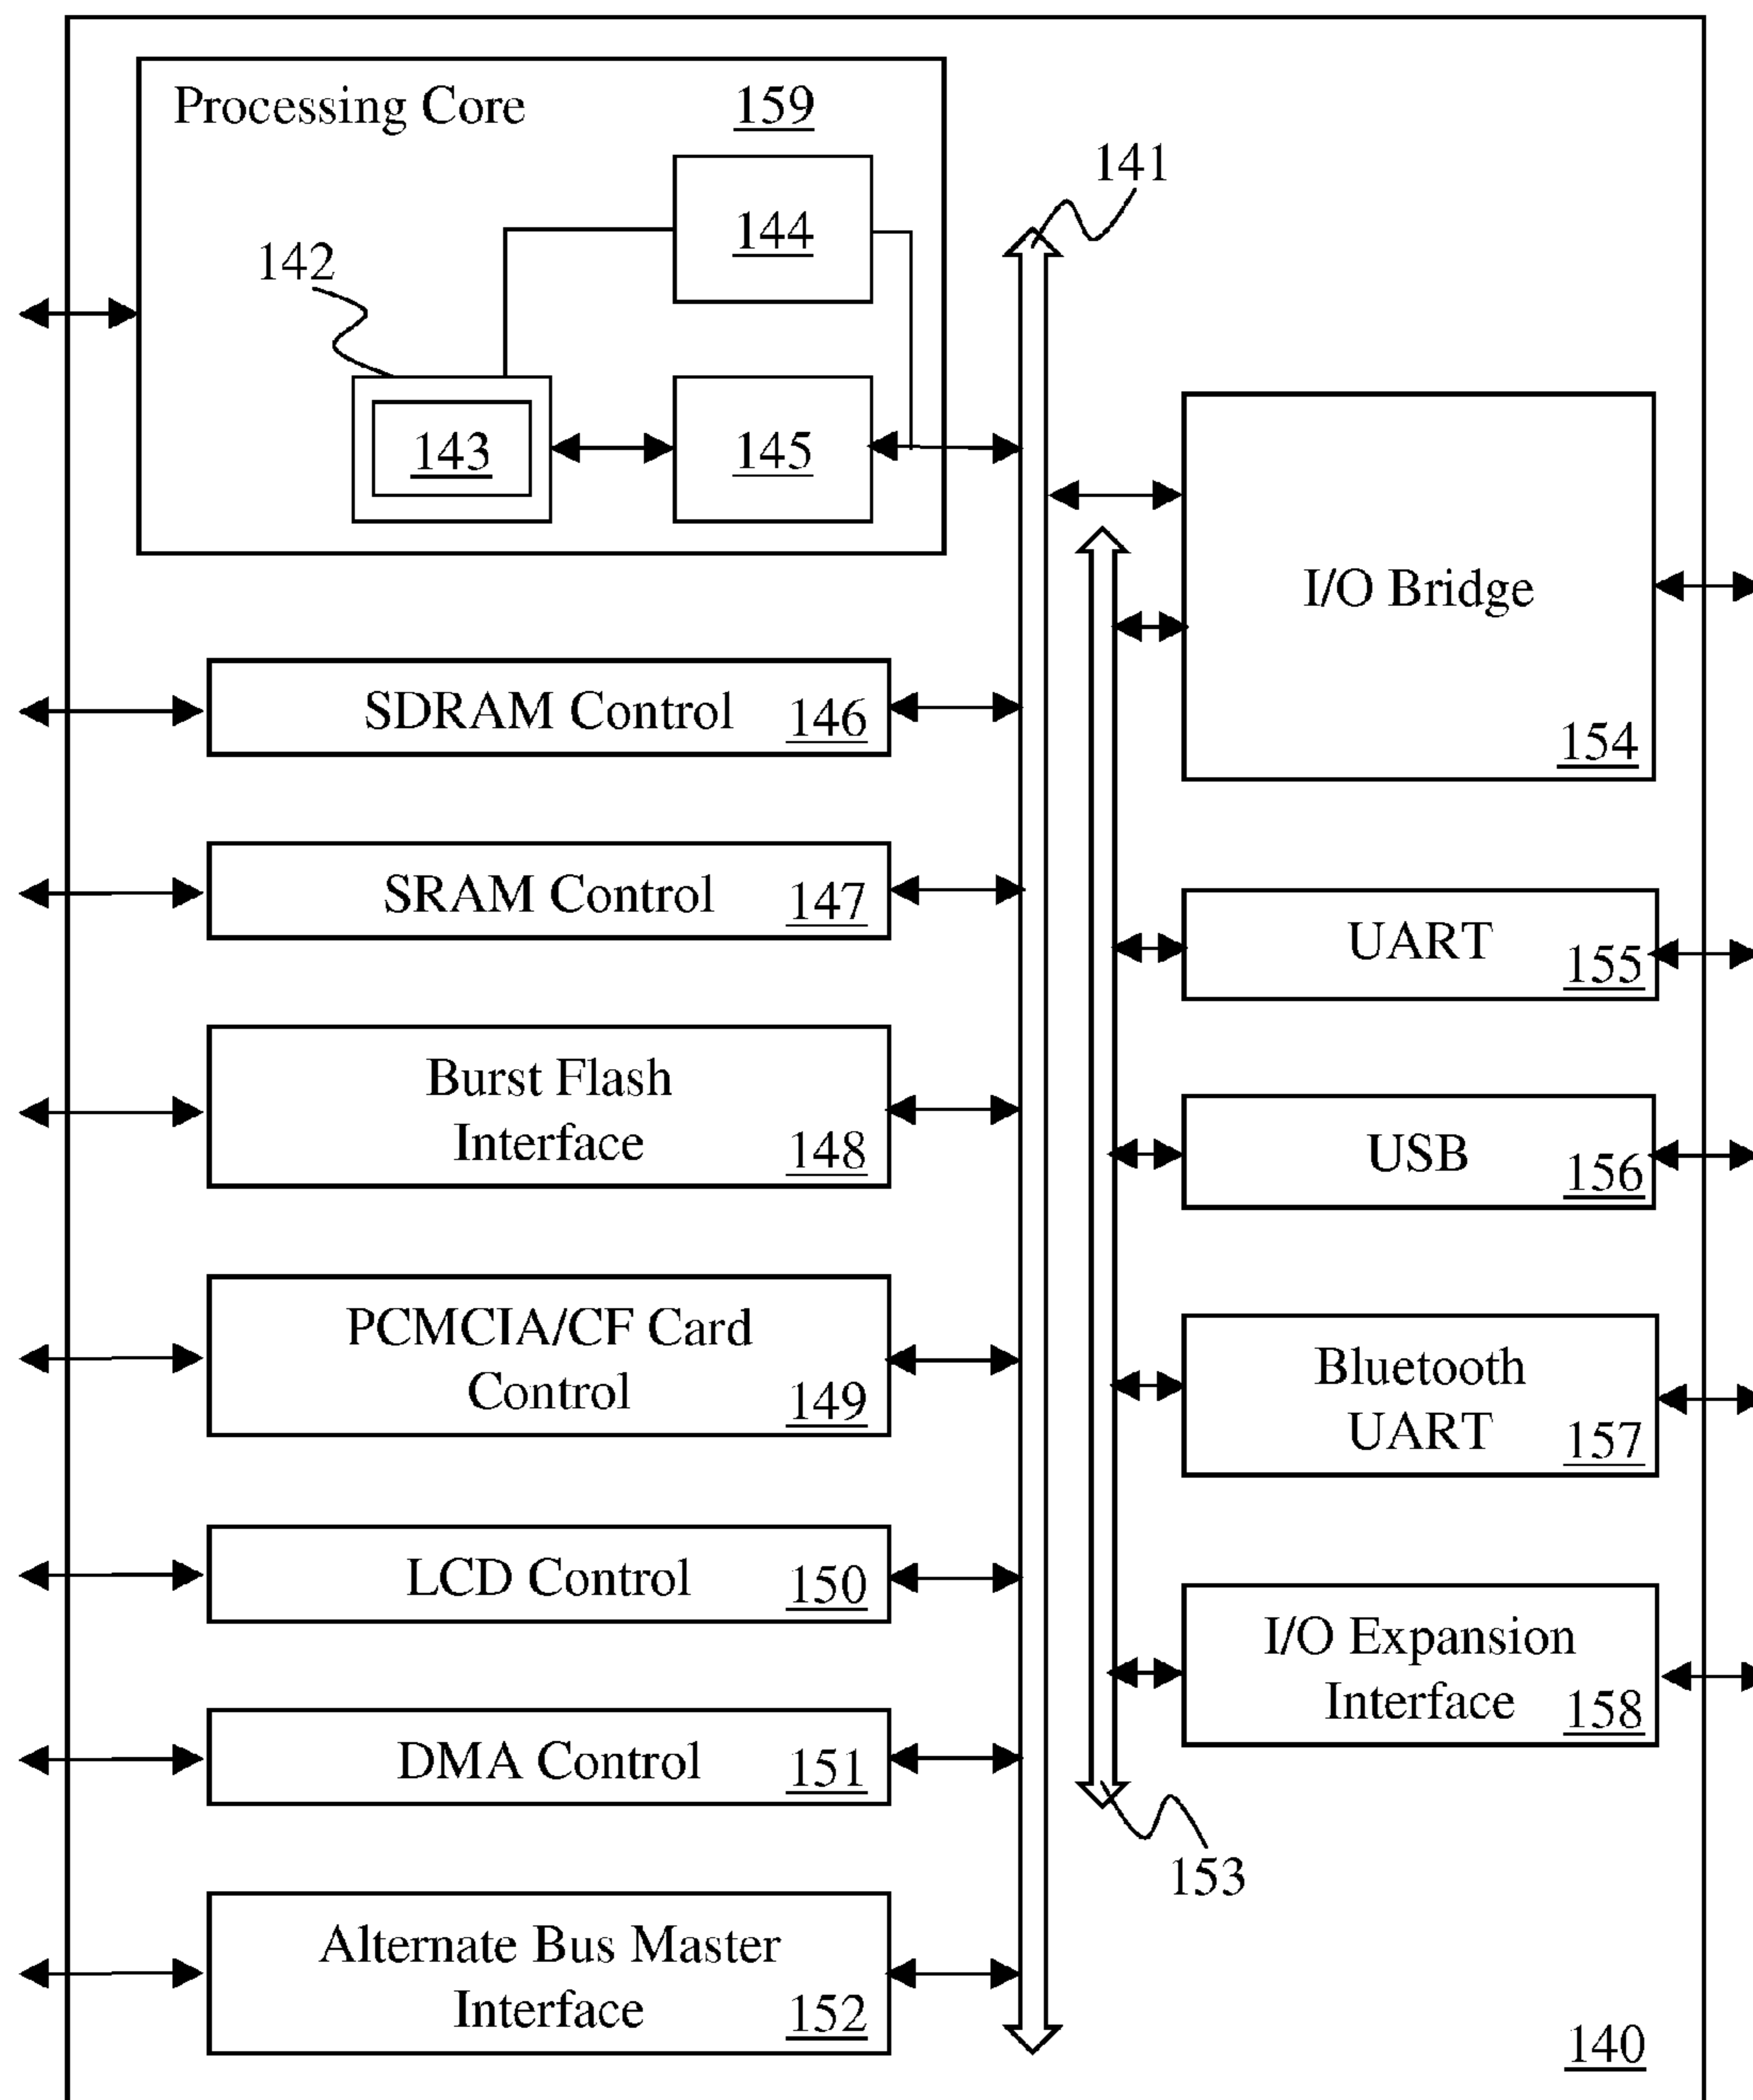 Processing Core 159
141
144
142
143
145
I/O Bridge
154
SDRAM Control 146
SRAM Control 147
UART 155
Burst Flash
Interface 148
USB 156
PCMCIA/CF Card
Control 149
Bluetooth
UART 157
LCD Control 150
I/O Expansion
Interface 158
DMA Control 151
153
Alternate Bus Master
Interface 152
140